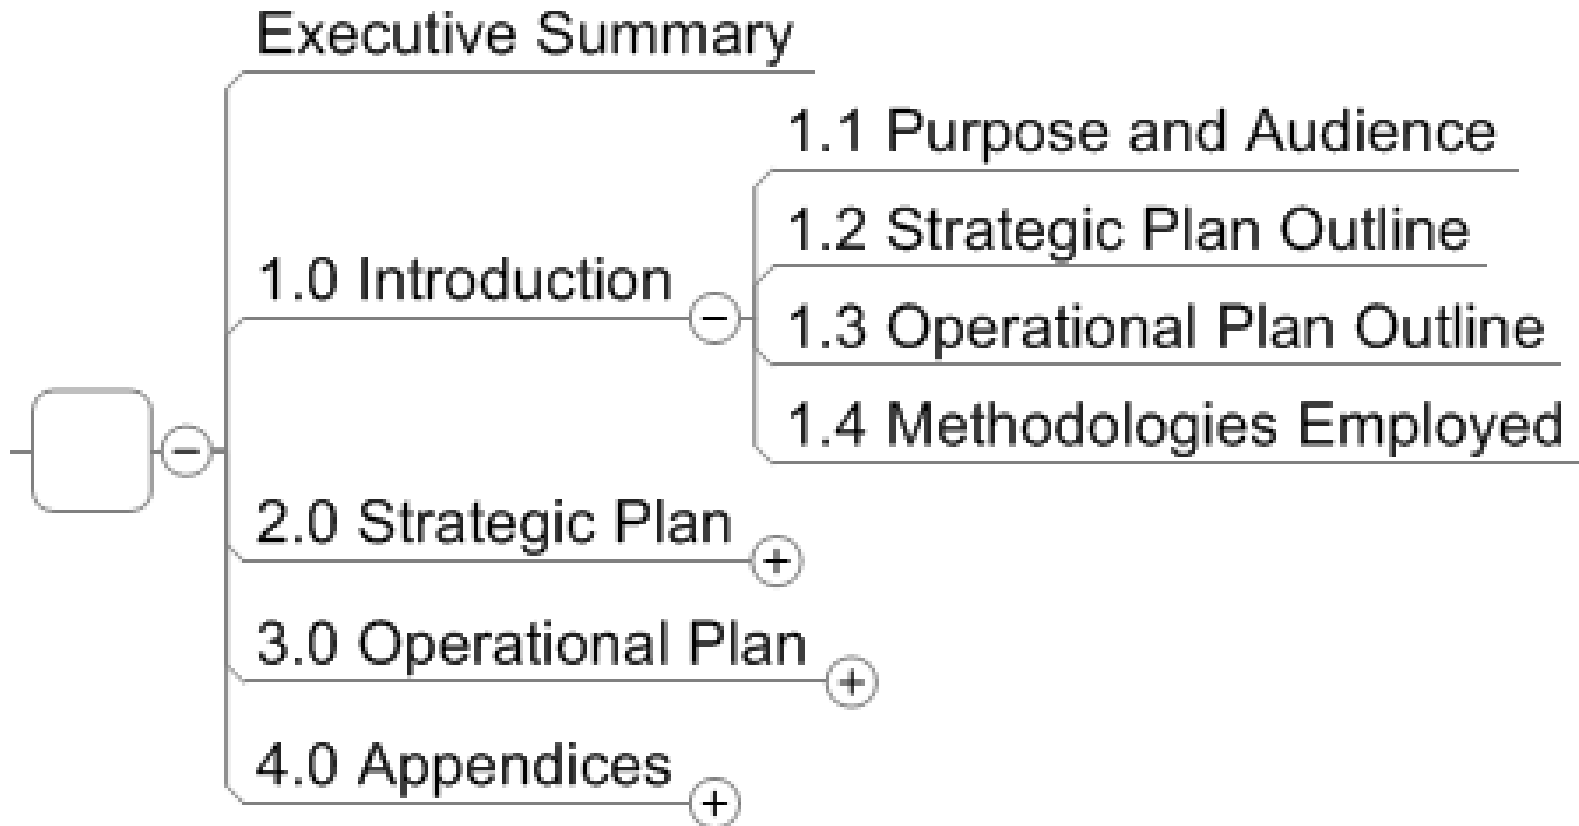 Executive Summary
1.0 Introduction
1.1 Purpose and Audience
1.2 Strategic Plan Outline
1.3 Operational Plan Outline
1.4 Methodologies Employed
2.0 Strategic Plan
3.0 Operational Plan
4.0 Appendices